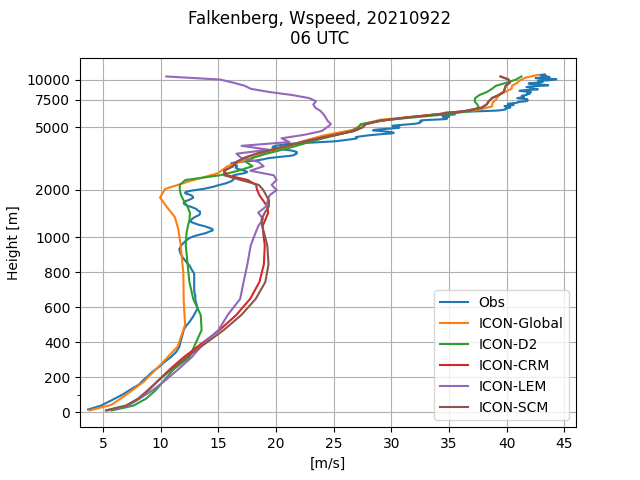 Falkenberg, Wspeed, 20210922
06 UTC
Height [m]
10000
7500
5000
2000
1000
800
600
400
200
0
Obs
ICON-Global
ICON-D2
ICON-CRM
ICON-LEM
ICON-SCM
5 10 15 20 25 30 35 40 45
[m/s]